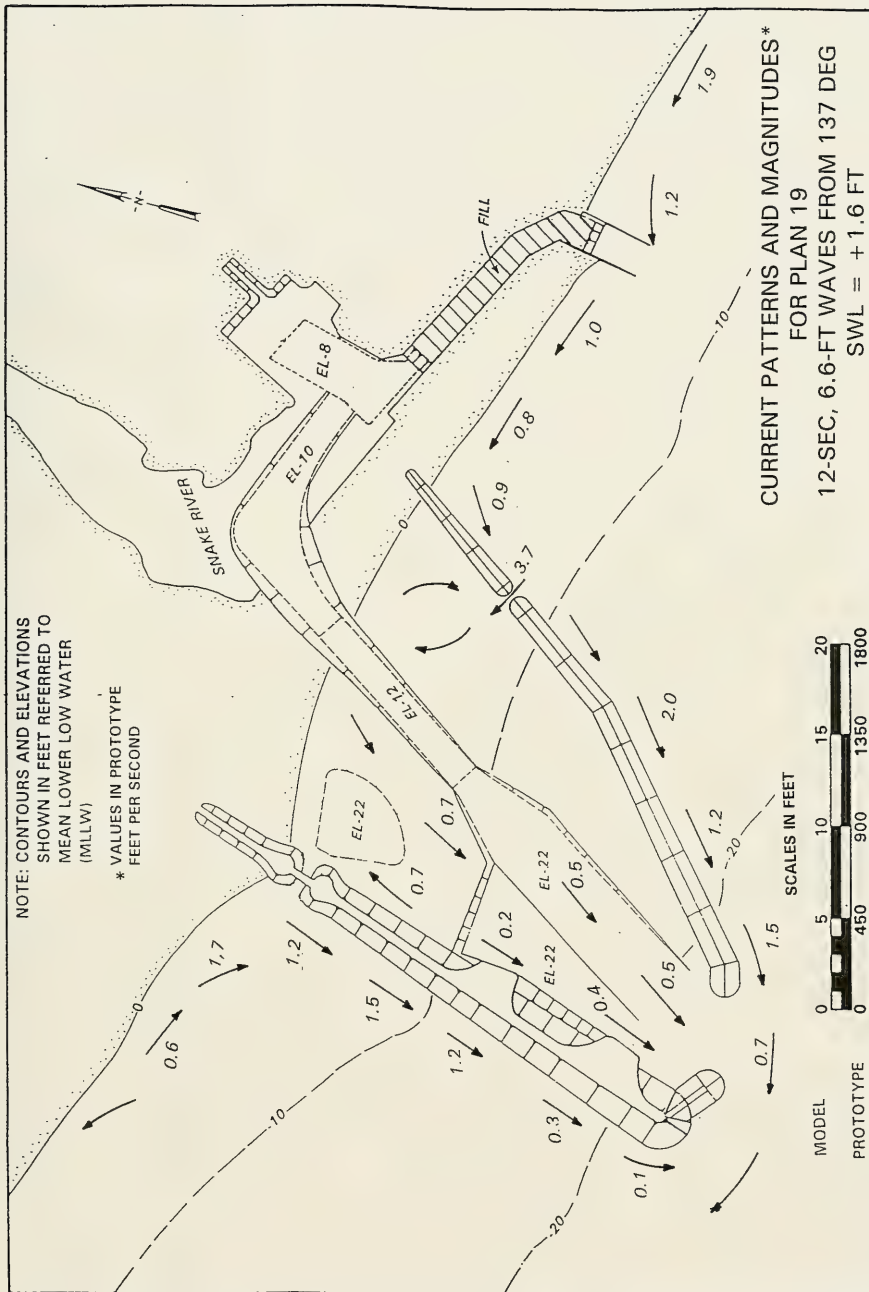 NOTE: CONTOURS AND ELEVATIONS
SHOWN IN FEET REFERRED TO
MEAN LOWER LOW WATER
(MLLW)
* VALUES IN PROTOTYPE
FEET PER SECOND
-N-
SNAKE RIVER
EL-8
EL-10
FILL
EL-12
EL-22
EL-22
EL-22
0
0
-10
-10
-20
-20
0.6
1,7
1.2
1.5
1.2
0.3
0.1
0.7
0.7
0.2
0.5
0.4
0.5
3.7
0.9
0.8
1.0
1.2
1.9
2.0
1.2
1.5
0.7
CURRENT PATTERNS AND MAGNITUDES*
FOR PLAN 19
12-SEC, 6.6-FT WAVES FROM 137 DEG
SWL = +1.6 FT
SCALES IN FEET
MODEL 0 5 10 15 20
PROTOTYPE 0 450 900 1350 1800